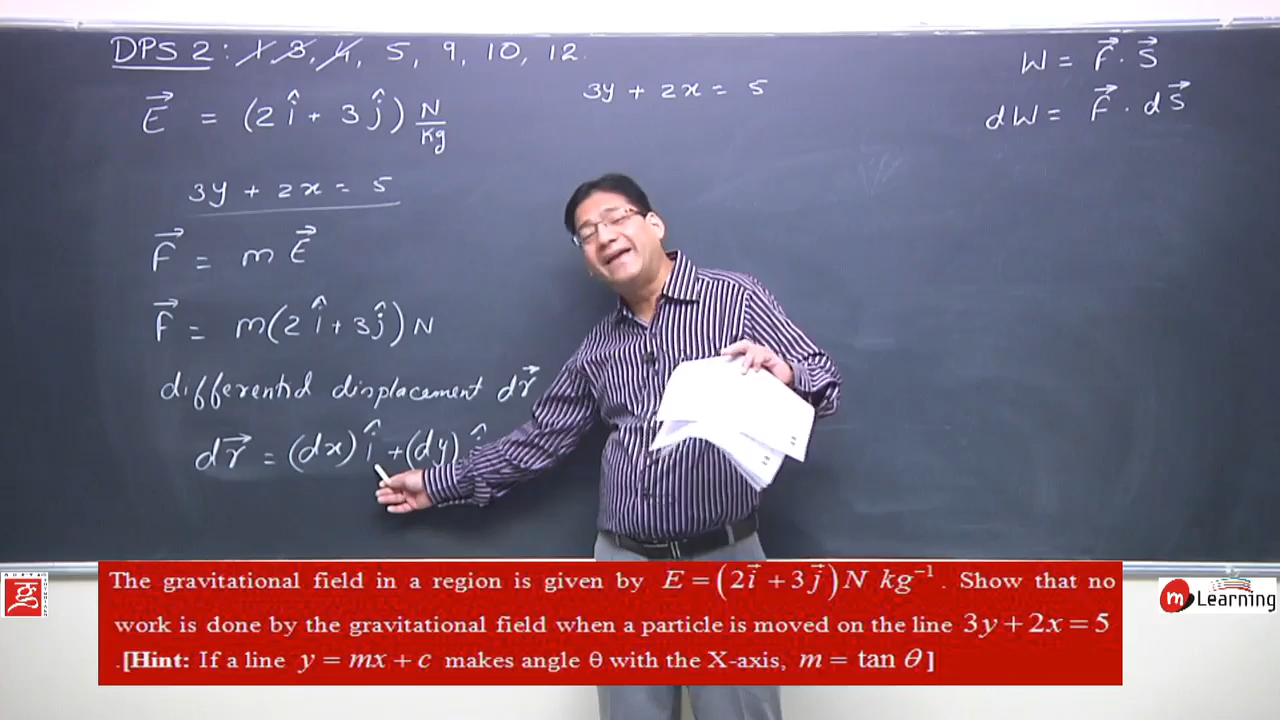 DPS 2 : 1, 3, 4, 5, 9, 10, 12.
E⃗ = (2î + 3ĵ) N/Kg
3y + 2x = 5
F⃗ = m E⃗
F⃗ = m(2î + 3ĵ) N
differential displacement dr⃗
dr⃗ = (dx) î + (dy)
3y + 2x = 5
W = F⃗ . S⃗
dW = F⃗ . dS⃗
The gravitational field in a region is given by E = (2i⃗ + 3j⃗) N kg⁻¹ . Show that no
work is done by the gravitational field when a particle is moved on the line 3y + 2x = 5
.[Hint: If a line y = mx + c makes angle θ with the X-axis, m = tan θ ]
g
m Learning